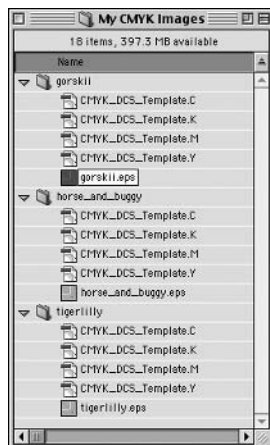 My CMYK Images
18 items, 397.3 MB available
Name
gorskii
CMYK_DCS_Template.C
CMYK_DCS_Template.K
CMYK_DCS_Template.M
CMYK_DCS_Template.Y
gorskii.eps
horse_and_buggy
CMYK_DCS_Template.C
CMYK_DCS_Template.K
CMYK_DCS_Template.M
CMYK_DCS_Template.Y
horse_and_buggy.eps
tigerlilly
CMYK_DCS_Template.C
CMYK_DCS_Template.K
CMYK_DCS_Template.M
CMYK_DCS_Template.Y
tigerlilly.eps